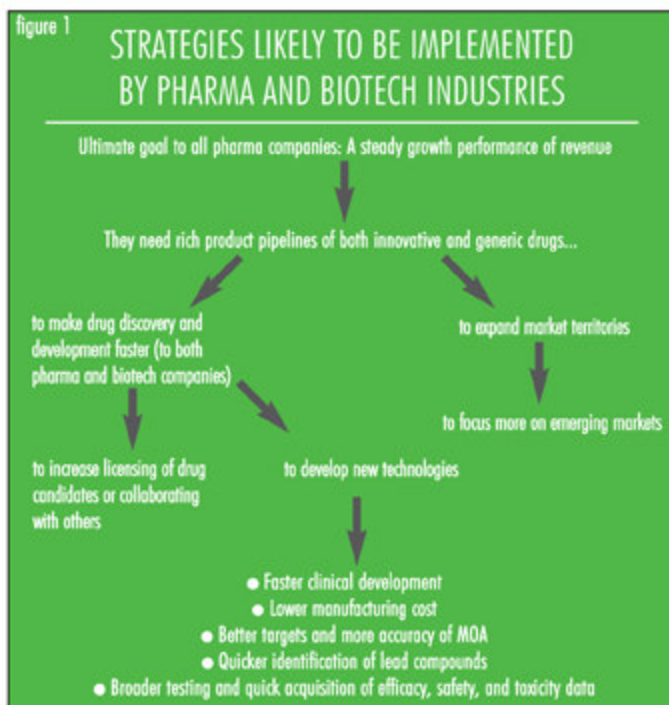 figure 1
STRATEGIES LIKELY TO BE IMPLEMENTED
BY PHARMA AND BIOTECH INDUSTRIES
Ultimate goal to all pharma companies: A steady growth performance of revenue
They need rich product pipelines of both innovative and generic drugs...
to make drug discovery and
development faster (to both
pharma and biotech companies)
to expand market territories
to focus more on emerging markets
to increase licensing of drug
candidates or collaborating
with others
to develop new technologies
● Faster clinical development
● Lower manufacturing cost
● Better targets and more accuracy of MOA
● Quicker identification of lead compounds
● Broader testing and quick acquisition of efficacy, safety, and toxicity data